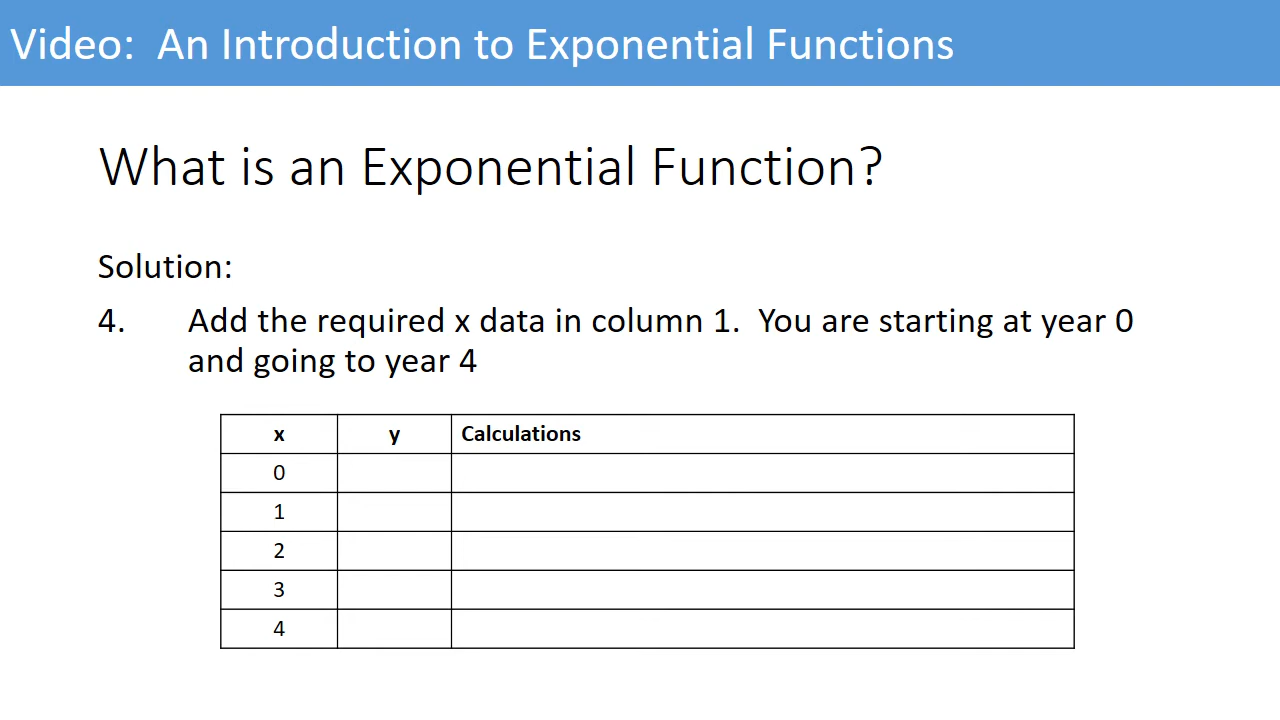 Video: An Introduction to Exponential Functions
What is an Exponential Function?
Solution:
4. Add the required x data in column 1. You are starting at year 0
and going to year 4
x y Calculations
0
1
2
3
4